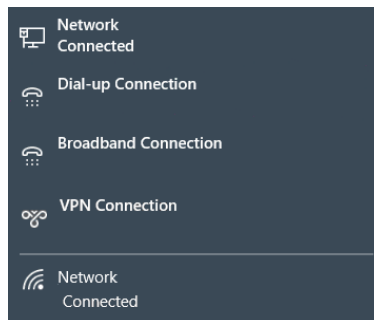 Network
Connected
Dial-up Connection
Broadband Connection
VPN Connection
Network
Connected